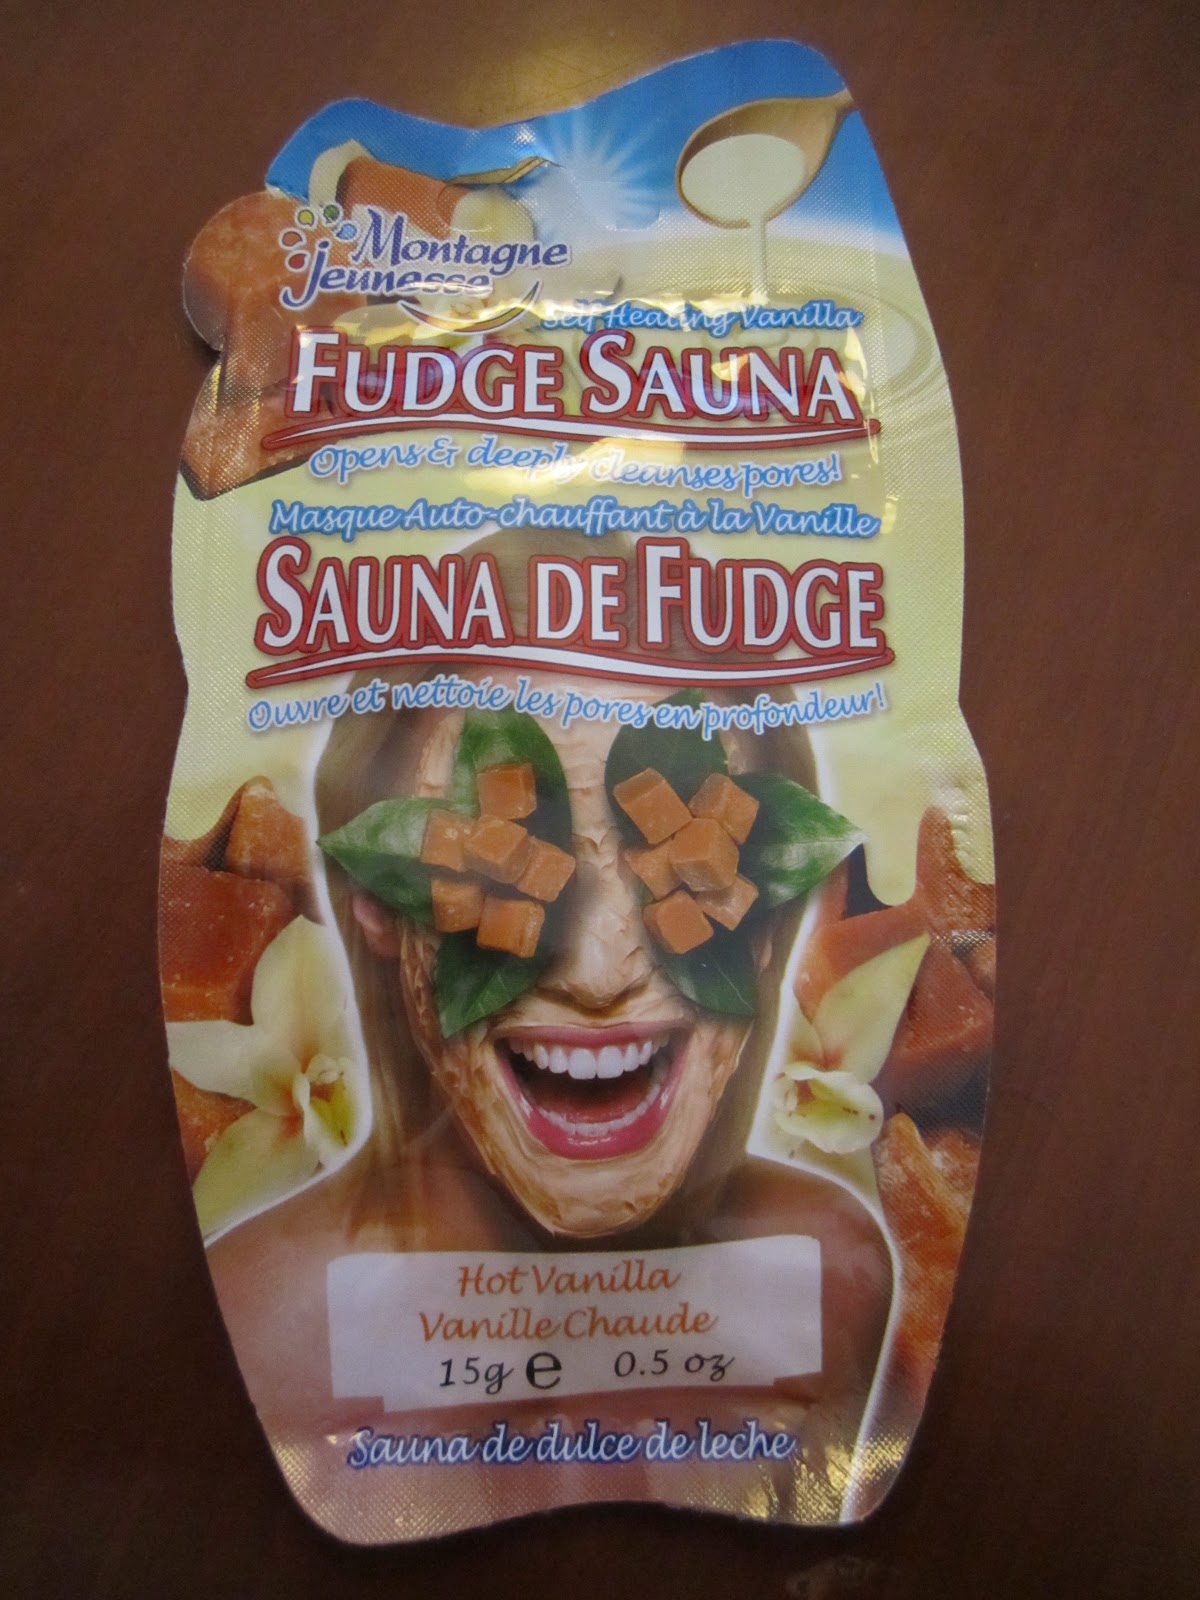 Montagne
Jeunesse
Self Heating Vanilla
FUDGE SAUNA
Opens & deeply cleanses pores!
Masque Auto-chauffant à la Vanille
SAUNA DE FUDGE
Ouvre et nettoie les pores en profondeur!
Hot Vanilla
Vanille Chaude
15g e 0.5 oz
Sauna de dulce de leche